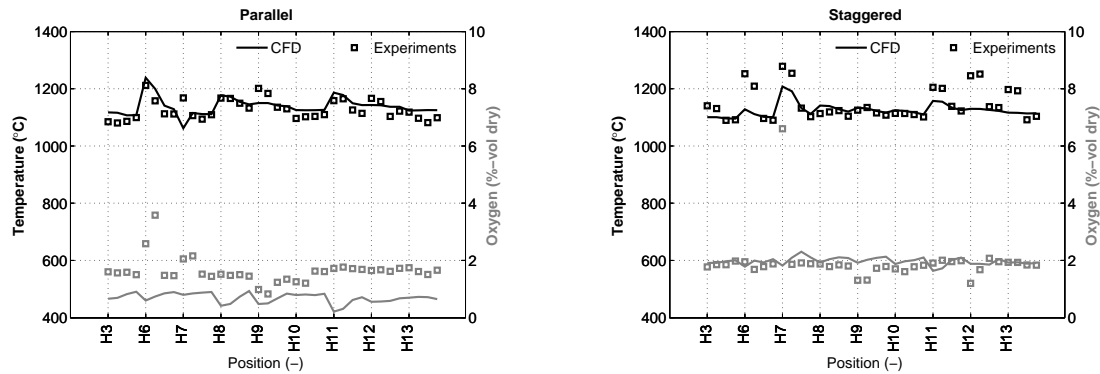 Parallel
1400
1200
1000
800
600
400
Temperature (°C)
CFD
Experiments
10
8
6
4
2
0
Oxygen (%−vol dry)
H3
H6
H7
H8
H9
H10
H11
H12
H13
Position (−)
Staggered
1400
1200
1000
800
600
400
Temperature (°C)
CFD
Experiments
10
8
6
4
2
0
Oxygen (%−vol dry)
H3
H6
H7
H8
H9
H10
H11
H12
H13
Position (−)